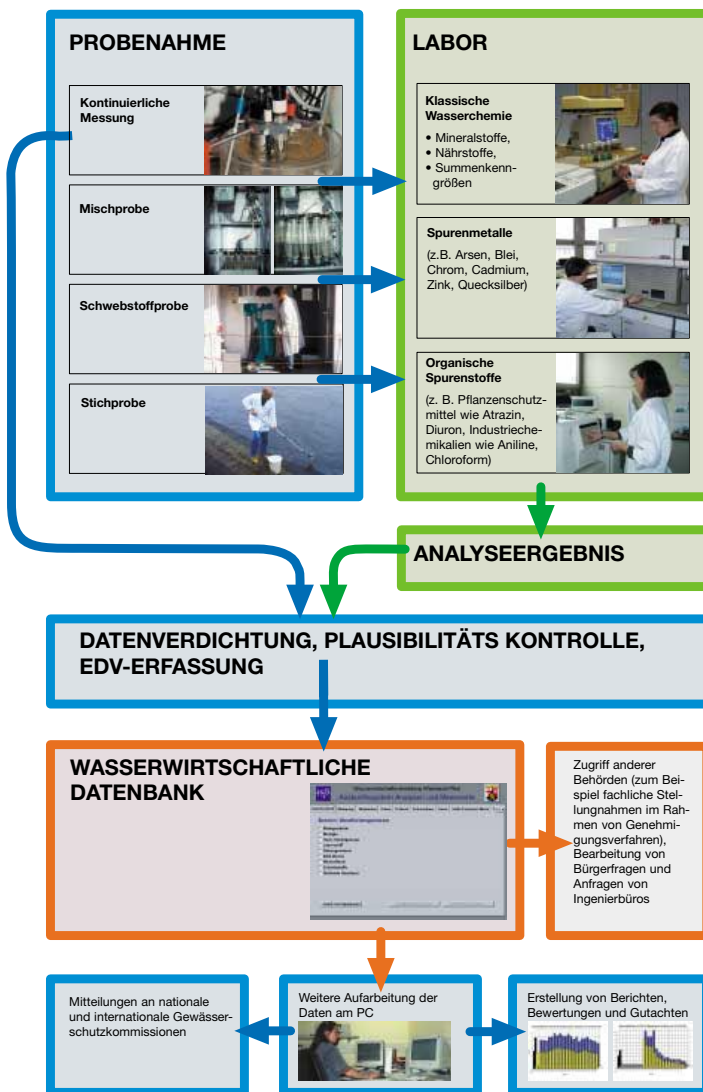 PROBENAHME
Kontinuierliche
Messung
Mischprobe
Schwebstoffprobe
Stichprobe
LABOR
Klassische
Wasserchemie
• Mineralstoffe,
• Nährstoffe,
• Summenkenn-
größen
Spurenmetalle
(z.B. Arsen, Blei,
Chrom, Cadmium,
Zink, Quecksilber)
Organische
Spurenstoffe
(z. B. Pflanzenschutz-
mittel wie Atrazin,
Diuron, Industrieche-
mikalien wie Aniline,
Chloroform)
ANALYSEERGEBNIS
DATENVERDICHTUNG, PLAUSIBILITÄTS KONTROLLE,
EDV-ERFASSUNG
WASSERWIRTSCHAFTLICHE
DATENBANK
Zugriff anderer
Behörden (zum Bei-
spiel fachliche Stel-
lungnahmen im Rah-
men von Genehmi-
gungsverfahren),
Bearbeitung von
Bürgerfragen und
Anfragen von
Ingenierbüros
Mitteilungen an nationale
und internationale Gewässer-
schutzkommissionen
Weitere Aufarbeitung der
Daten am PC
Erstellung von Berichten,
Bewertungen und Gutachten